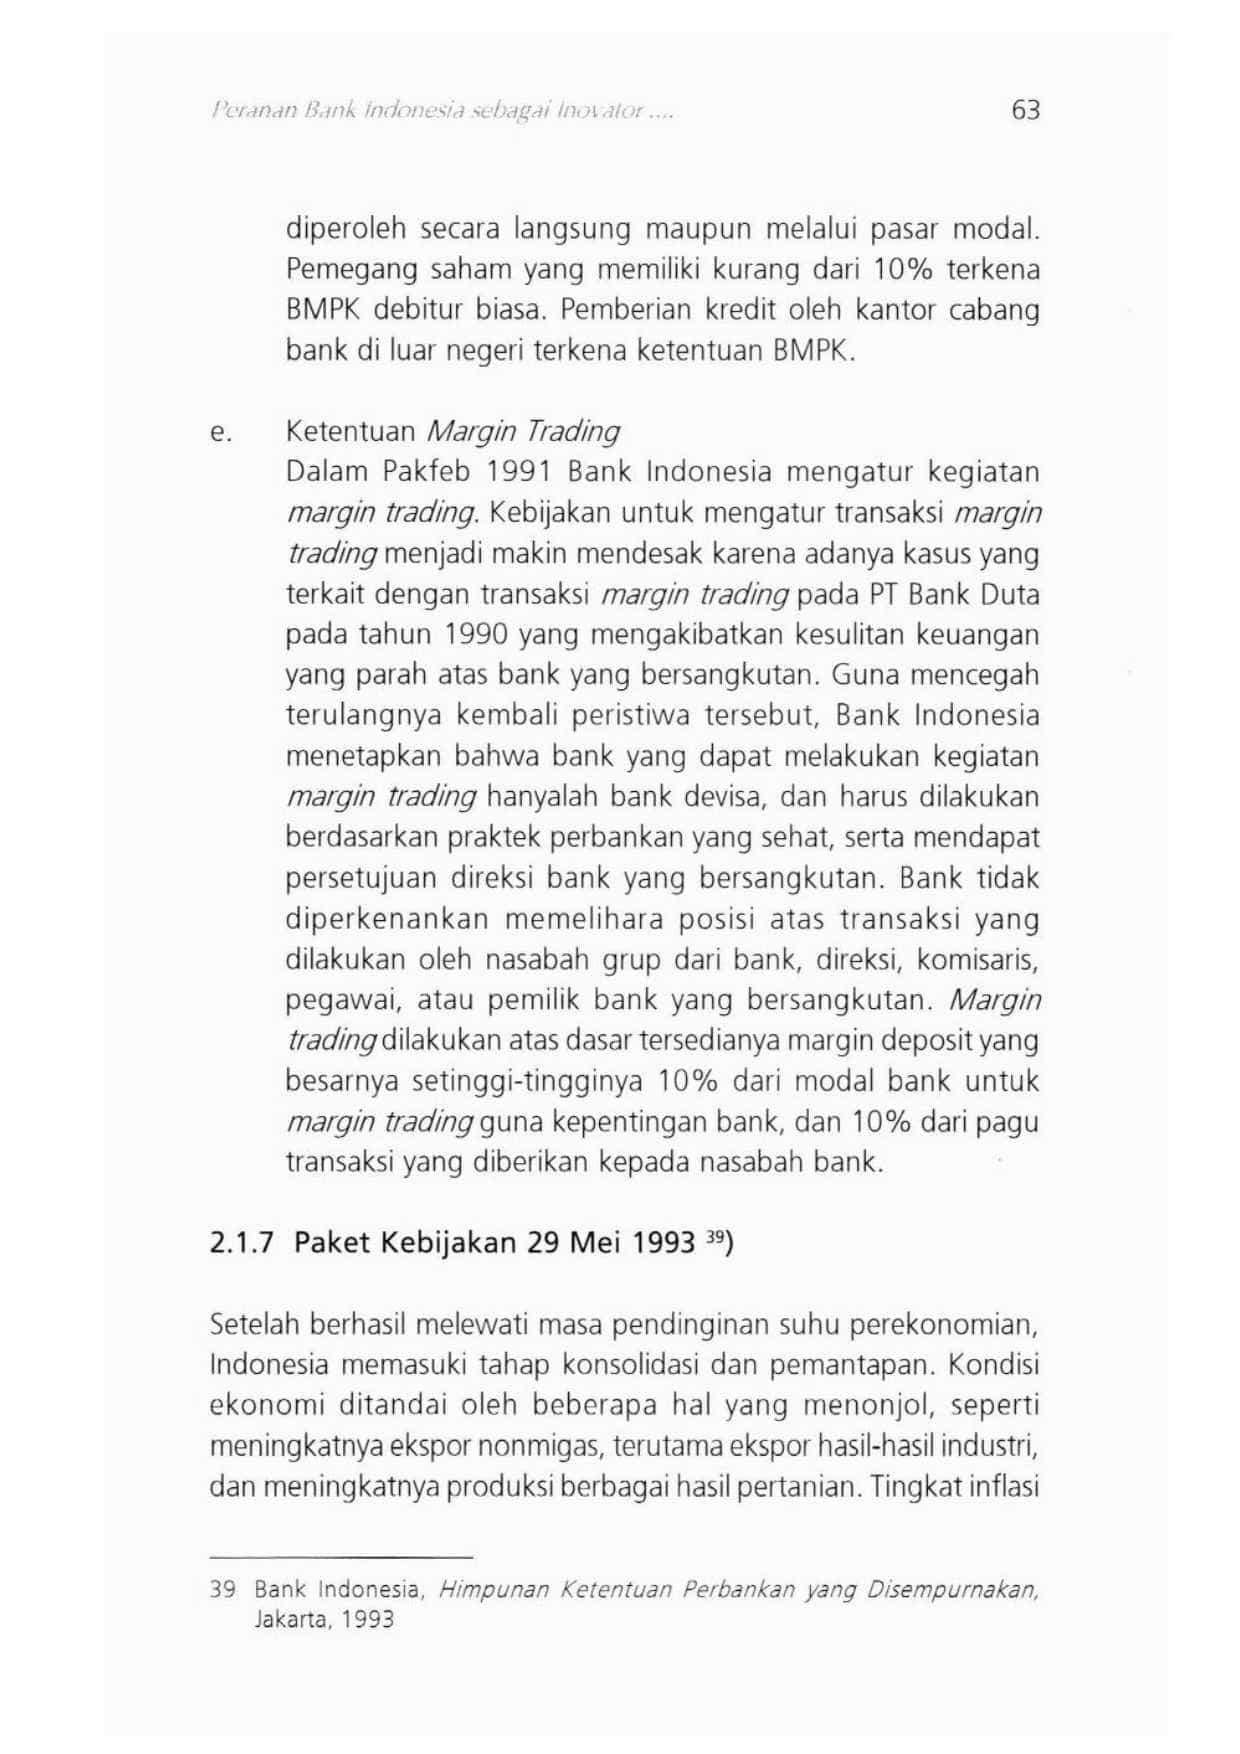 Peranan Bank Indonesia sebagai Inovator ....
63
diperoleh secara langsung maupun melalui pasar modal.
Pemegang saham yang memiliki kurang dari 10% terkena
BMPK debitur biasa. Pemberian kredit oleh kantor cabang
bank di luar negeri terkena ketentuan BMPK.
e. Ketentuan Margin Trading
Dalam Pakfeb 1991 Bank Indonesia mengatur kegiatan
margin trading. Kebijakan untuk mengatur transaksi margin
trading menjadi makin mendesak karena adanya kasus yang
terkait dengan transaksi margin trading pada PT Bank Duta
pada tahun 1990 yang mengakibatkan kesulitan keuangan
yang parah atas bank yang bersangkutan. Guna mencegah
terulangnya kembali peristiwa tersebut, Bank Indonesia
menetapkan bahwa bank yang dapat melakukan kegiatan
margin trading hanyalah bank devisa, dan harus dilakukan
berdasarkan praktek perbankan yang sehat, serta mendapat
persetujuan direksi bank yang bersangkutan. Bank tidak
diperkenankan memelihara posisi atas transaksi yang
dilakukan oleh nasabah grup dari bank, direksi, komisaris,
pegawai, atau pemilik bank yang bersangkutan. Margin
trading dilakukan atas dasar tersedianya margin deposit yang
besarnya setinggi-tingginya 10% dari modal bank untuk
margin trading guna kepentingan bank, dan 10% dari pagu
transaksi yang diberikan kepada nasabah bank.
2.1.7 Paket Kebijakan 29 Mei 1993 39)
Setelah berhasil melewati masa pendinginan suhu perekonomian,
Indonesia memasuki tahap konsolidasi dan pemantapan. Kondisi
ekonomi ditandai oleh beberapa hal yang menonjol, seperti
meningkatnya ekspor nonmigas, terutama ekspor hasil-hasil industri,
dan meningkatnya produksi berbagai hasil pertanian. Tingkat inflasi
39 Bank Indonesia, Himpunan Ketentuan Perbankan yang Disempurnakan,
Jakarta, 1993